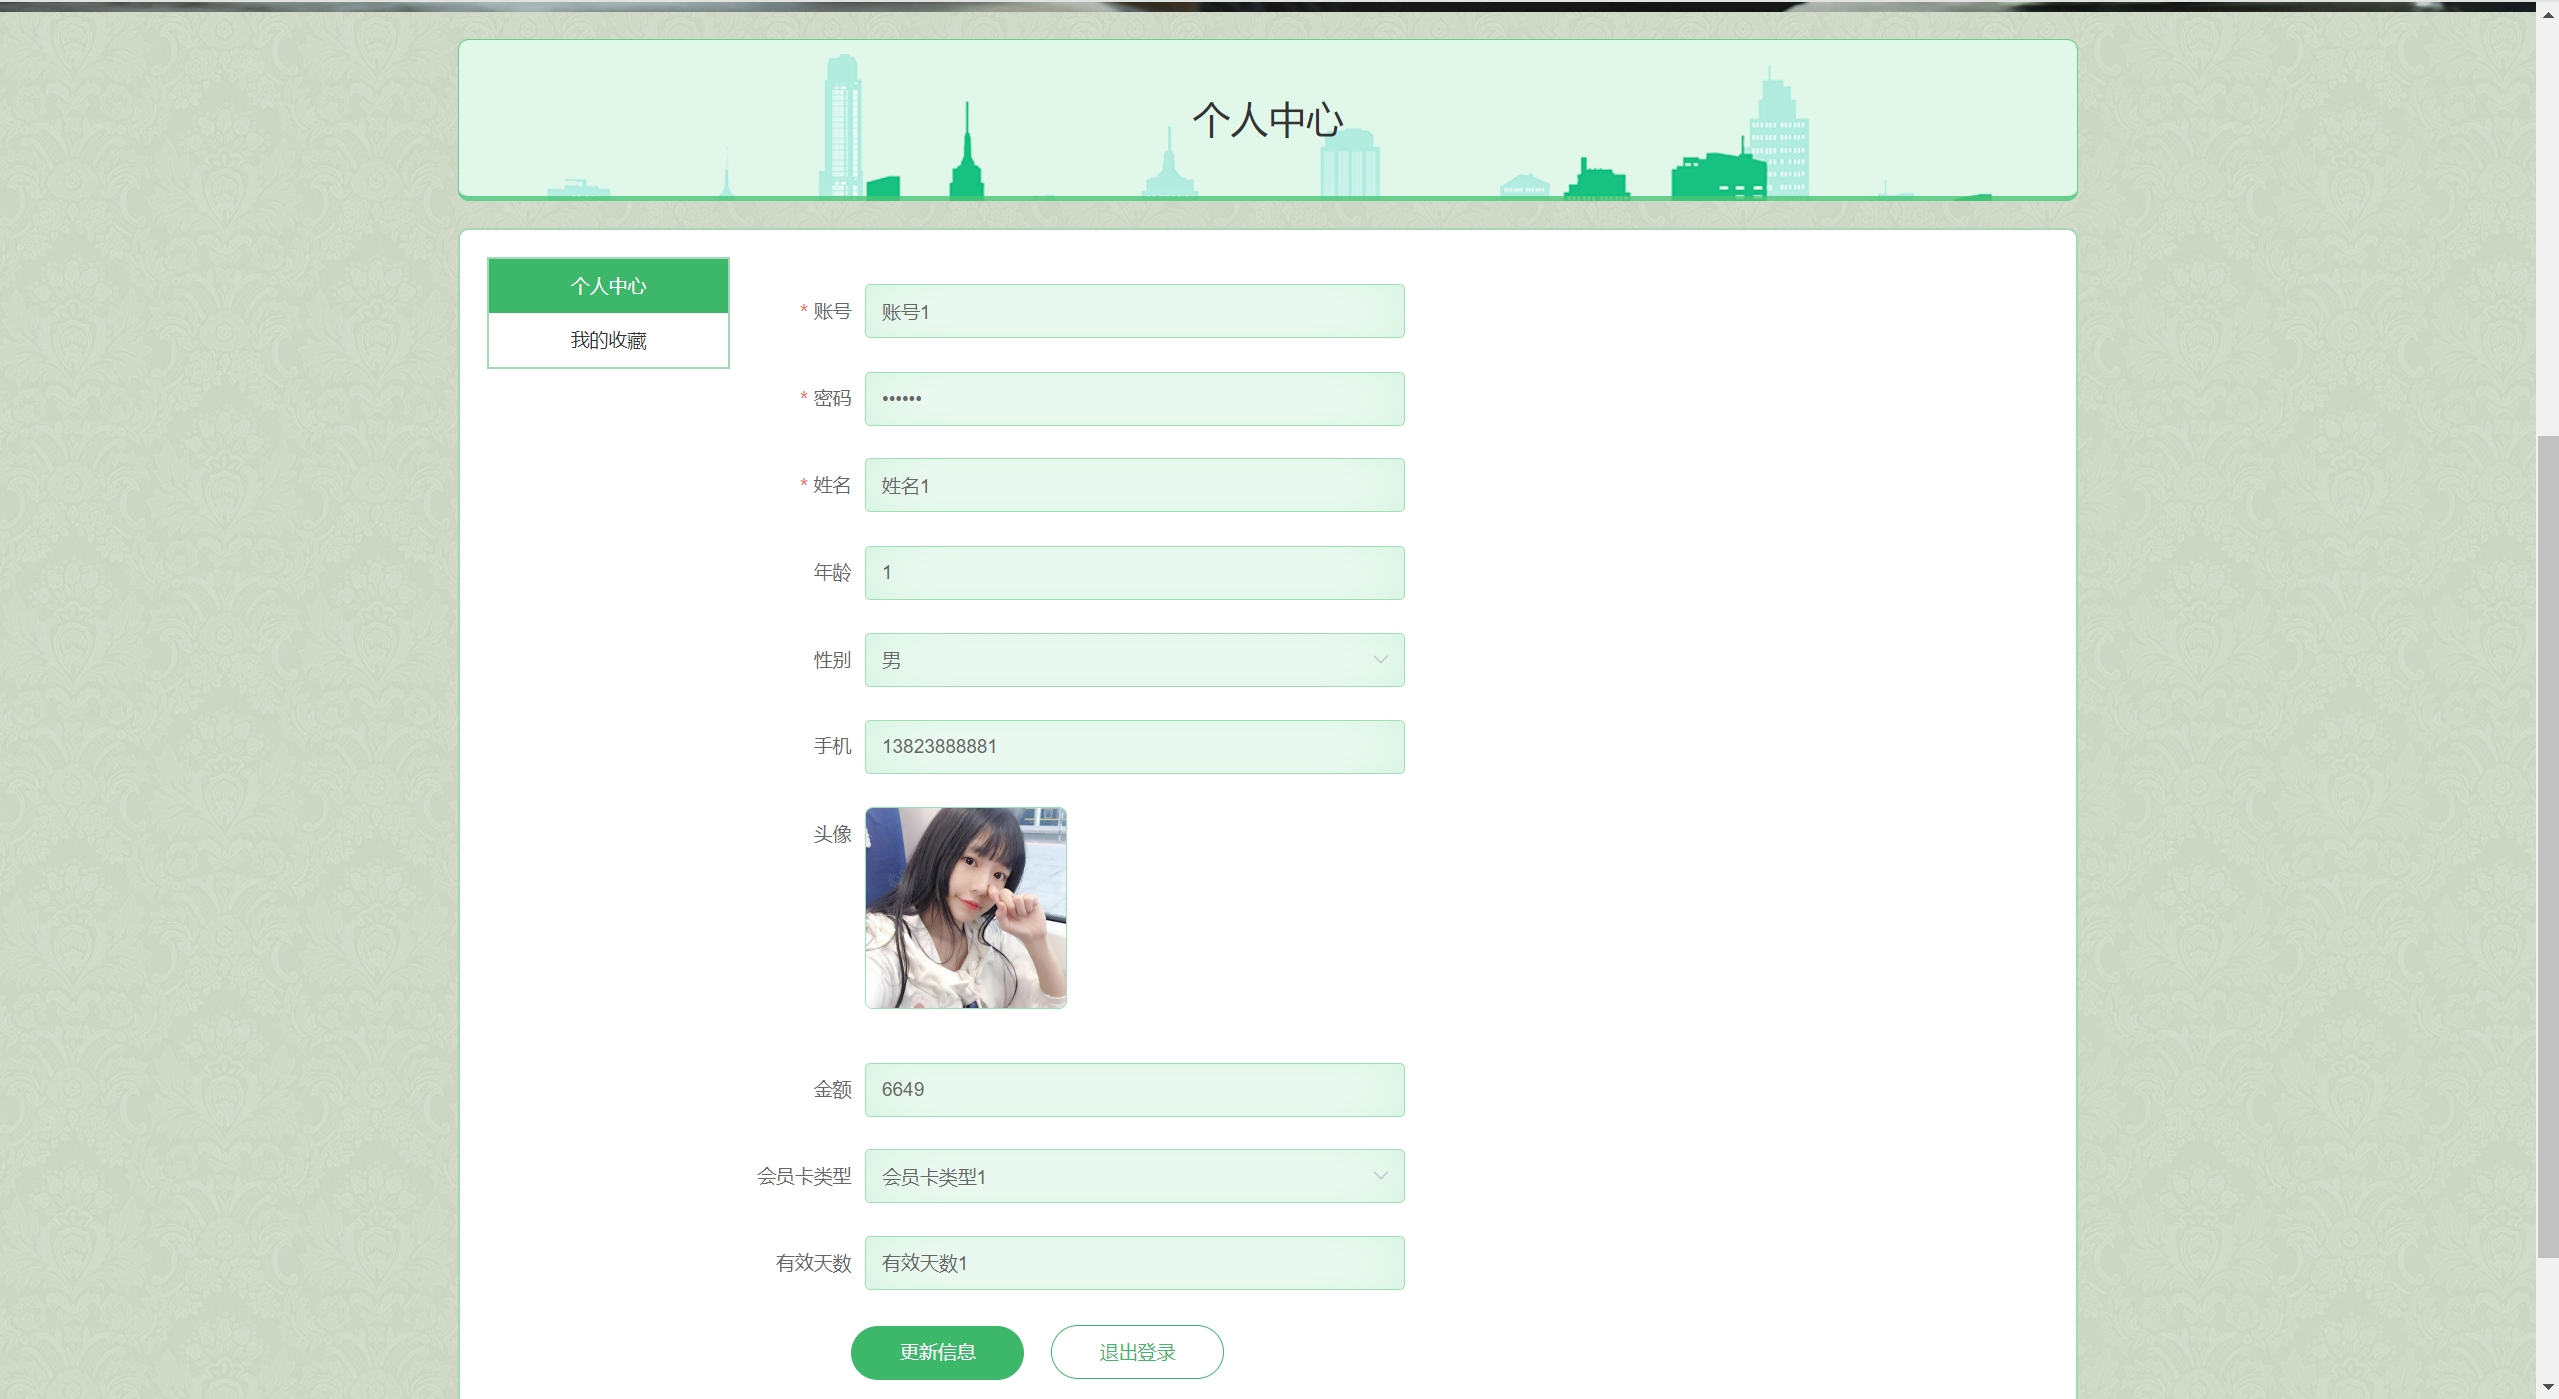 个人中心
个人中心
我的收藏
* 账号 账号1
* 密码 ••••••
* 姓名 姓名1
年龄 1
性别 男
手机 13823888881
头像
金额 6649
会员卡类型 会员卡类型1
有效天数 有效天数1
更新信息 退出登录